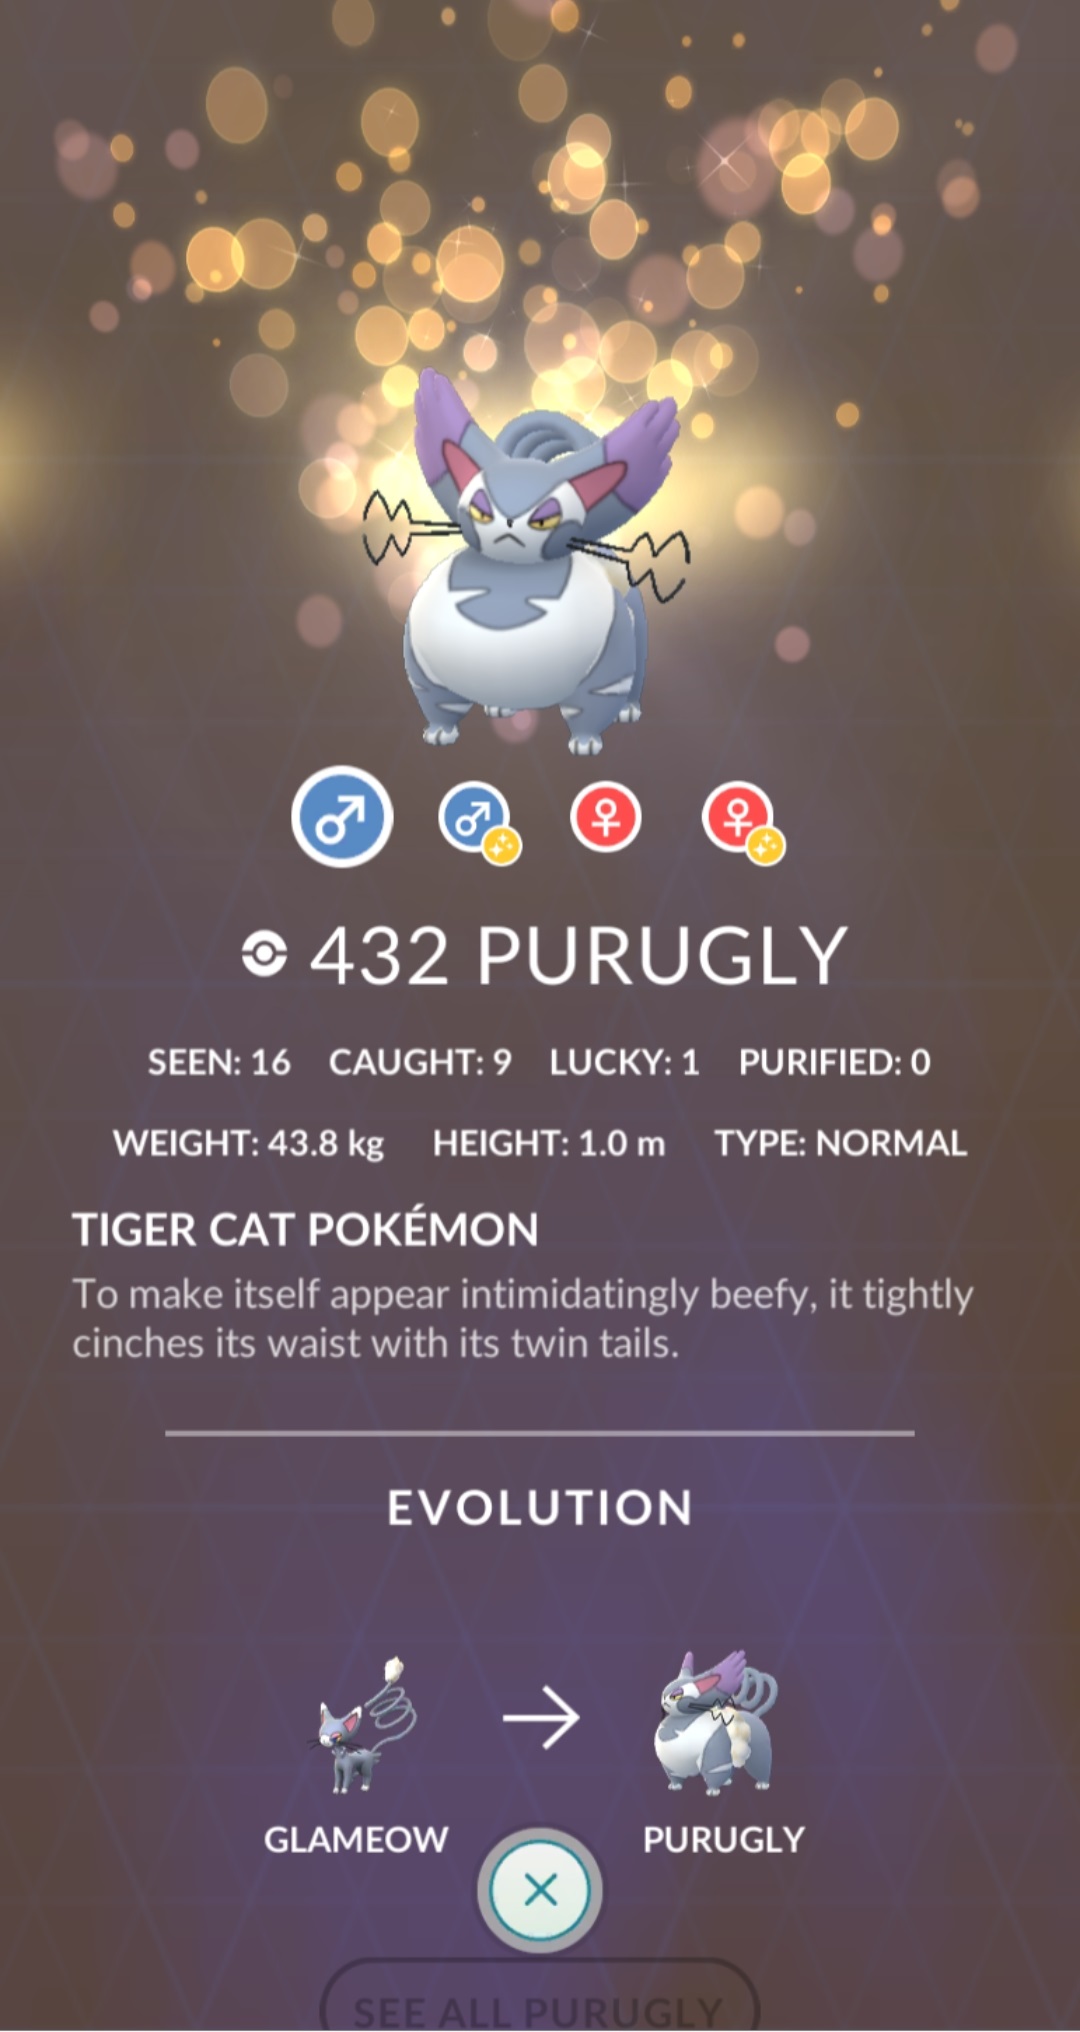 432 PURUGLY
SEEN: 16 CAUGHT: 9 LUCKY: 1 PURIFIED: 0
WEIGHT: 43.8 kg HEIGHT: 1.0 m TYPE: NORMAL
TIGER CAT POKÉMON
To make itself appear intimidatingly beefy, it tightly
cinches its waist with its twin tails.
EVOLUTION
GLAMEOW PURUGLY
SEE ALL PURUGLY